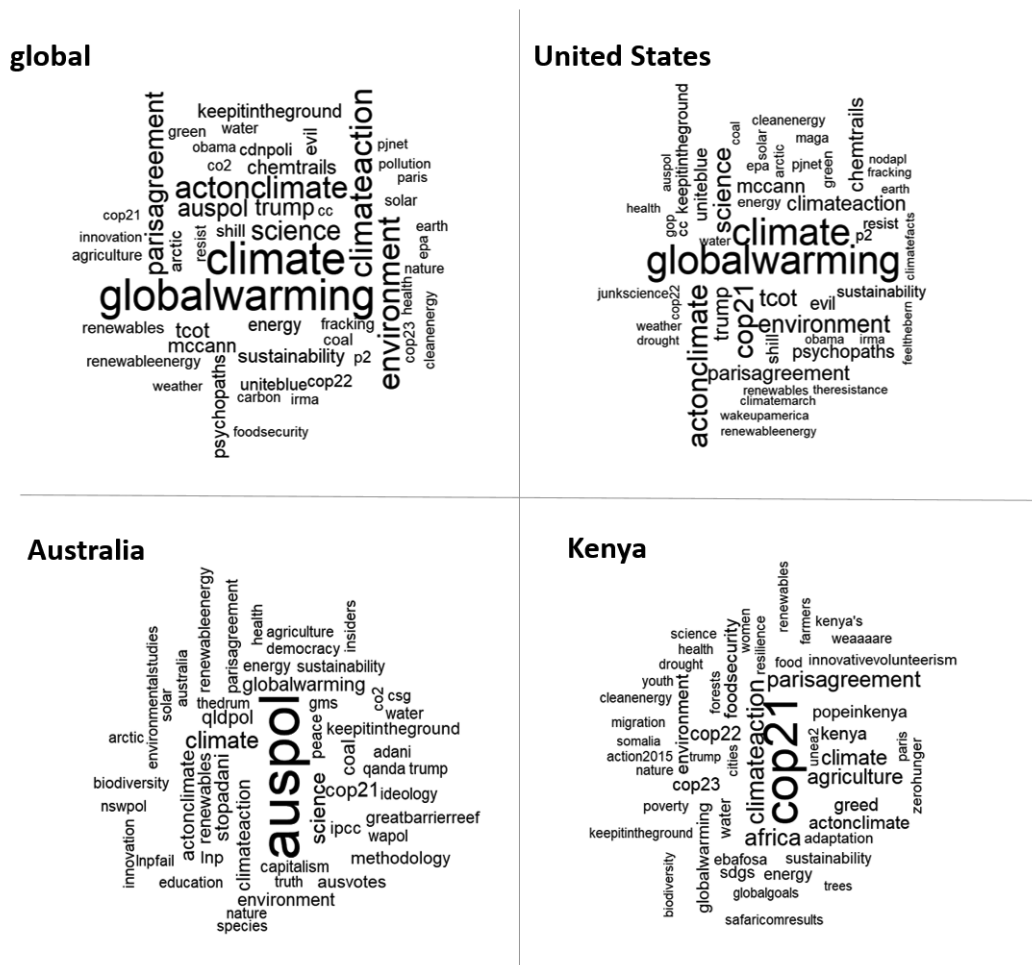 global
keepitintheground
parisagreement
climateaction
green
water
evil
obama
cdnpoli
pjnet
co2
chemtrails
pollution
paris
actonclimate
solar
auspol
trump
cc
cop21
innovation
arctic
resist
shill
science
earth
epa
agriculture
climate
nature
globalwarming
environment
health
renewables
tcot
energy
fracking
cop23
cleanenergy
mccann
coal
renewableenergy
sustainability
p2
weather
psychopaths
uniteblue
cop22
carbon
irma
foodsecurity
United States
keepitintheground
coal
cleanenergy
chemtrails
solar
maga
auspol
uniteblue
science
epa
arctic
pjnet
green
nodapl
fracking
mccann
earth
health
gop
cc
energy
climateaction
resist
water
climate
p2
climatefacts
globalwarming
junkscience
cop22
actonclimate
trump
cop21
tcot
evil
sustainability
weather
environment
drought
shill
obama
irma
feelthebern
psychopaths
parisagreement
renewables
theresistance
climatemarch
wakeupamerica
renewableenergy
Australia
renewableenergy
parisagreement
health
agriculture
insiders
environmentalstudies
solar
australia
democracy
energy
sustainability
globalwarming
thedrum
auspol
gms
co2
csg
water
qldpol
peace
keepitintheground
arctic
climate
coal
adani
biodiversity
actonclimate
renewables
stopadani
qanda
trump
nswpol
climateaction
science
cop21
ideology
greatbarrierreef
innovation
ipcc
wapol
lnpfail
lnp
capitalism
methodology
education
truth
ausvotes
environment
nature
species
Kenya
renewables
farmers
kenya's
science
women
resilience
weaaaare
health
foodsecurity
drought
food
innovativevolunteerism
youth
environment
forests
climateaction
parisagreement
cleanenergy
cop21
popeinkenya
migration
cop22
unea2
kenya
somalia
paris
action2015
trump
cities
climate
zerohunger
nature
cop23
agriculture
poverty
water
greed
actonclimate
keepitintheground
globalwarming
africa
adaptation
biodiversity
ebafosa
sustainability
sdgs
energy
globalgoals
trees
safaricomresults